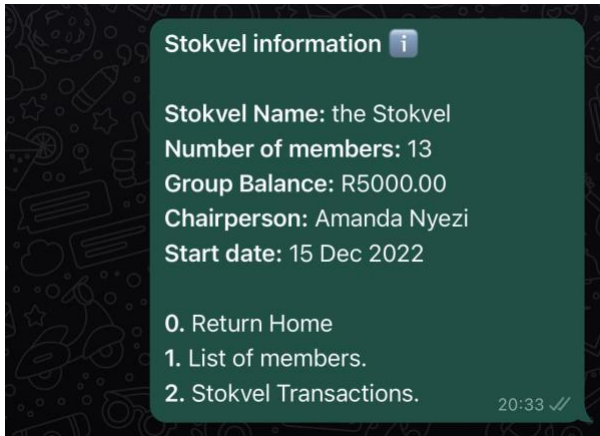 Stokvel information ℹ️
Stokvel Name: the Stokvel
Number of members: 13
Group Balance: R5000.00
Chairperson: Amanda Nyezi
Start date: 15 Dec 2022
0. Return Home
1. List of members.
2. Stokvel Transactions.
20:33